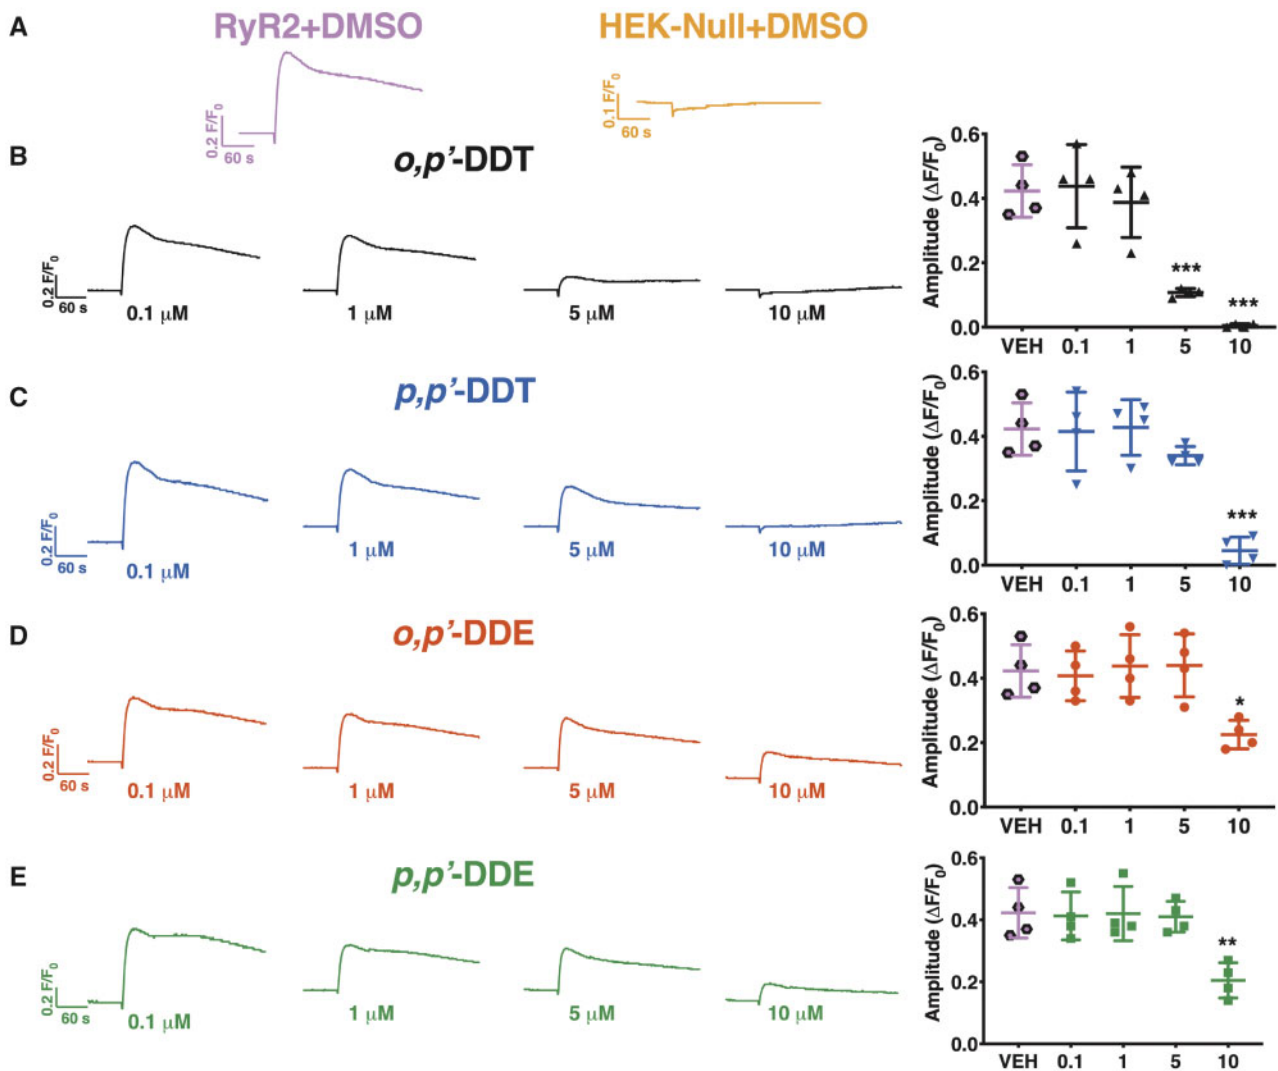 A
RyR2+DMSO
HEK-Null+DMSO
0.2 F/F₀
60 s
0.1 F/F₀
60 s
B
o,p’-DDT
0.2 F/F₀
60 s
0.1 μM
1 μM
5 μM
10 μM
Amplitude (ΔF/F₀)
0.6
0.4
0.2
0.0
***
***
VEH
0.1
1
5
10
C
p,p’-DDT
0.2 F/F₀
60 s
0.1 μM
1 μM
5 μM
10 μM
Amplitude (ΔF/F₀)
0.6
0.4
0.2
0.0
***
VEH
0.1
1
5
10
D
o,p’-DDE
0.2 F/F₀
60 s
0.1 μM
1 μM
5 μM
10 μM
Amplitude (ΔF/F₀)
0.6
0.4
0.2
0.0
*
VEH
0.1
1
5
10
E
p,p’-DDE
0.2 F/F₀
60 s
0.1 μM
1 μM
5 μM
10 μM
Amplitude (ΔF/F₀)
0.6
0.4
0.2
0.0
**
VEH
0.1
1
5
10